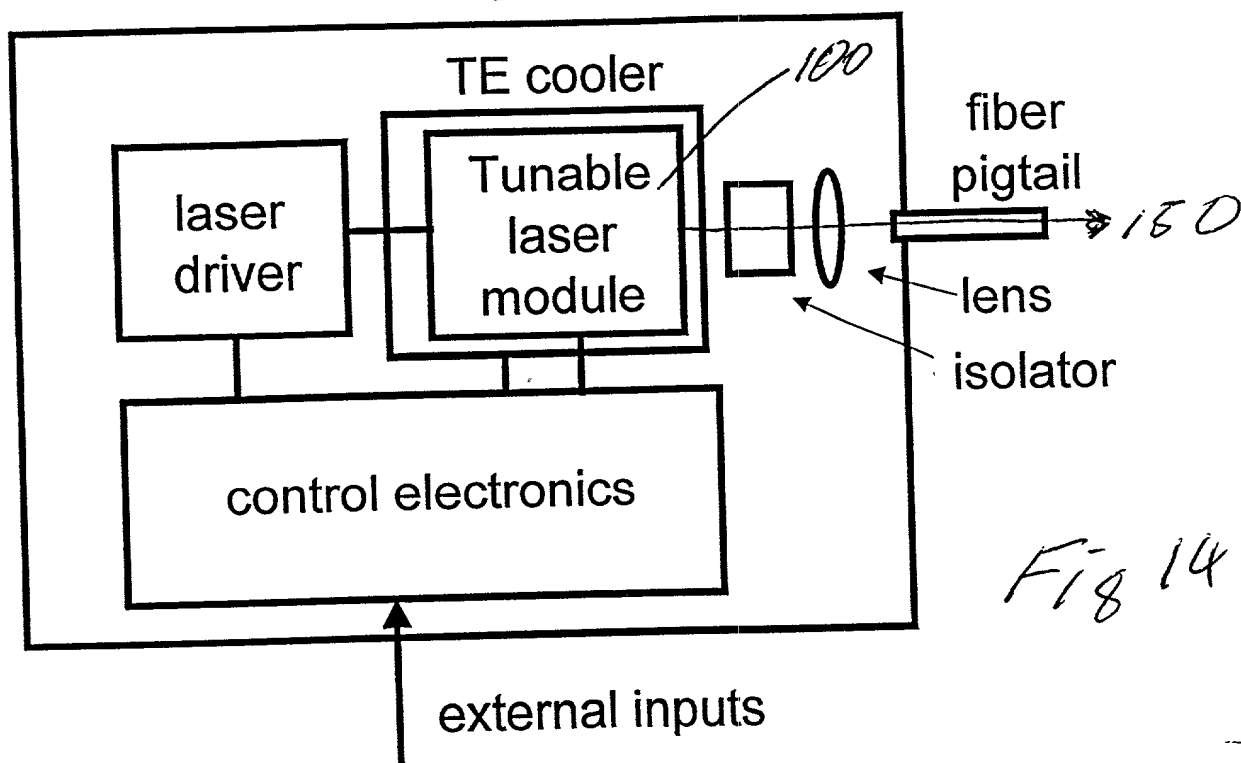 TE cooler
100
fiber
pigtail
laser
driver
Tunable
laser
module
150
lens
isolator
control electronics
Fig 14
external inputs